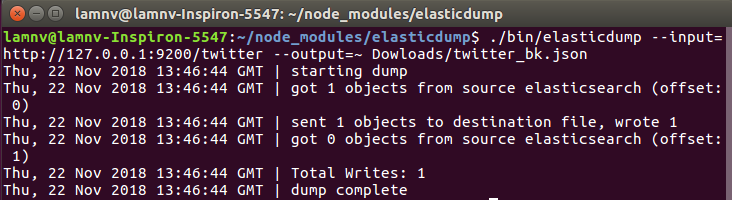 lamnv@lamnv-Inspiron-5547: ~/node_modules/elasticdump
lamnv@lamnv-Inspiron-5547:~/node_modules/elasticdump$ ./bin/elasticdump --input=
http://127.0.0.1:9200/twitter --output=~ Dowloads/twitter_bk.json
Thu, 22 Nov 2018 13:46:44 GMT | starting dump
Thu, 22 Nov 2018 13:46:44 GMT | got 1 objects from source elasticsearch (offset:
 0)
Thu, 22 Nov 2018 13:46:44 GMT | sent 1 objects to destination file, wrote 1
Thu, 22 Nov 2018 13:46:44 GMT | got 0 objects from source elasticsearch (offset:
 1)
Thu, 22 Nov 2018 13:46:44 GMT | Total Writes: 1
Thu, 22 Nov 2018 13:46:44 GMT | dump complete